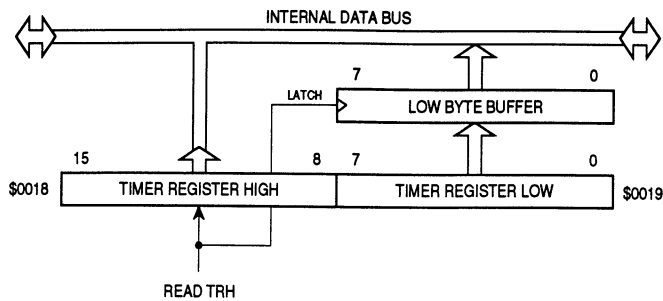 INTERNAL DATA BUS
7 0
LATCH
LOW BYTE BUFFER
15 8 7 0
$0018 TIMER REGISTER HIGH TIMER REGISTER LOW $0019
READ TRH